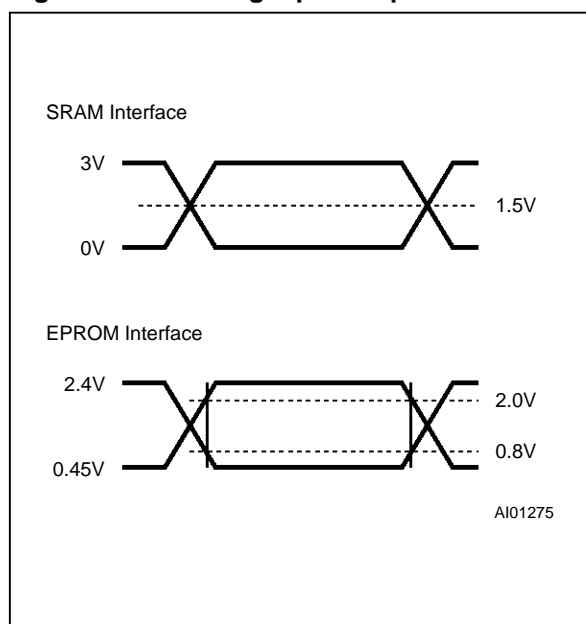 SRAM Interface
3V
1.5V
0V
EPROM Interface
2.4V
2.0V
0.8V
0.45V
AI01275